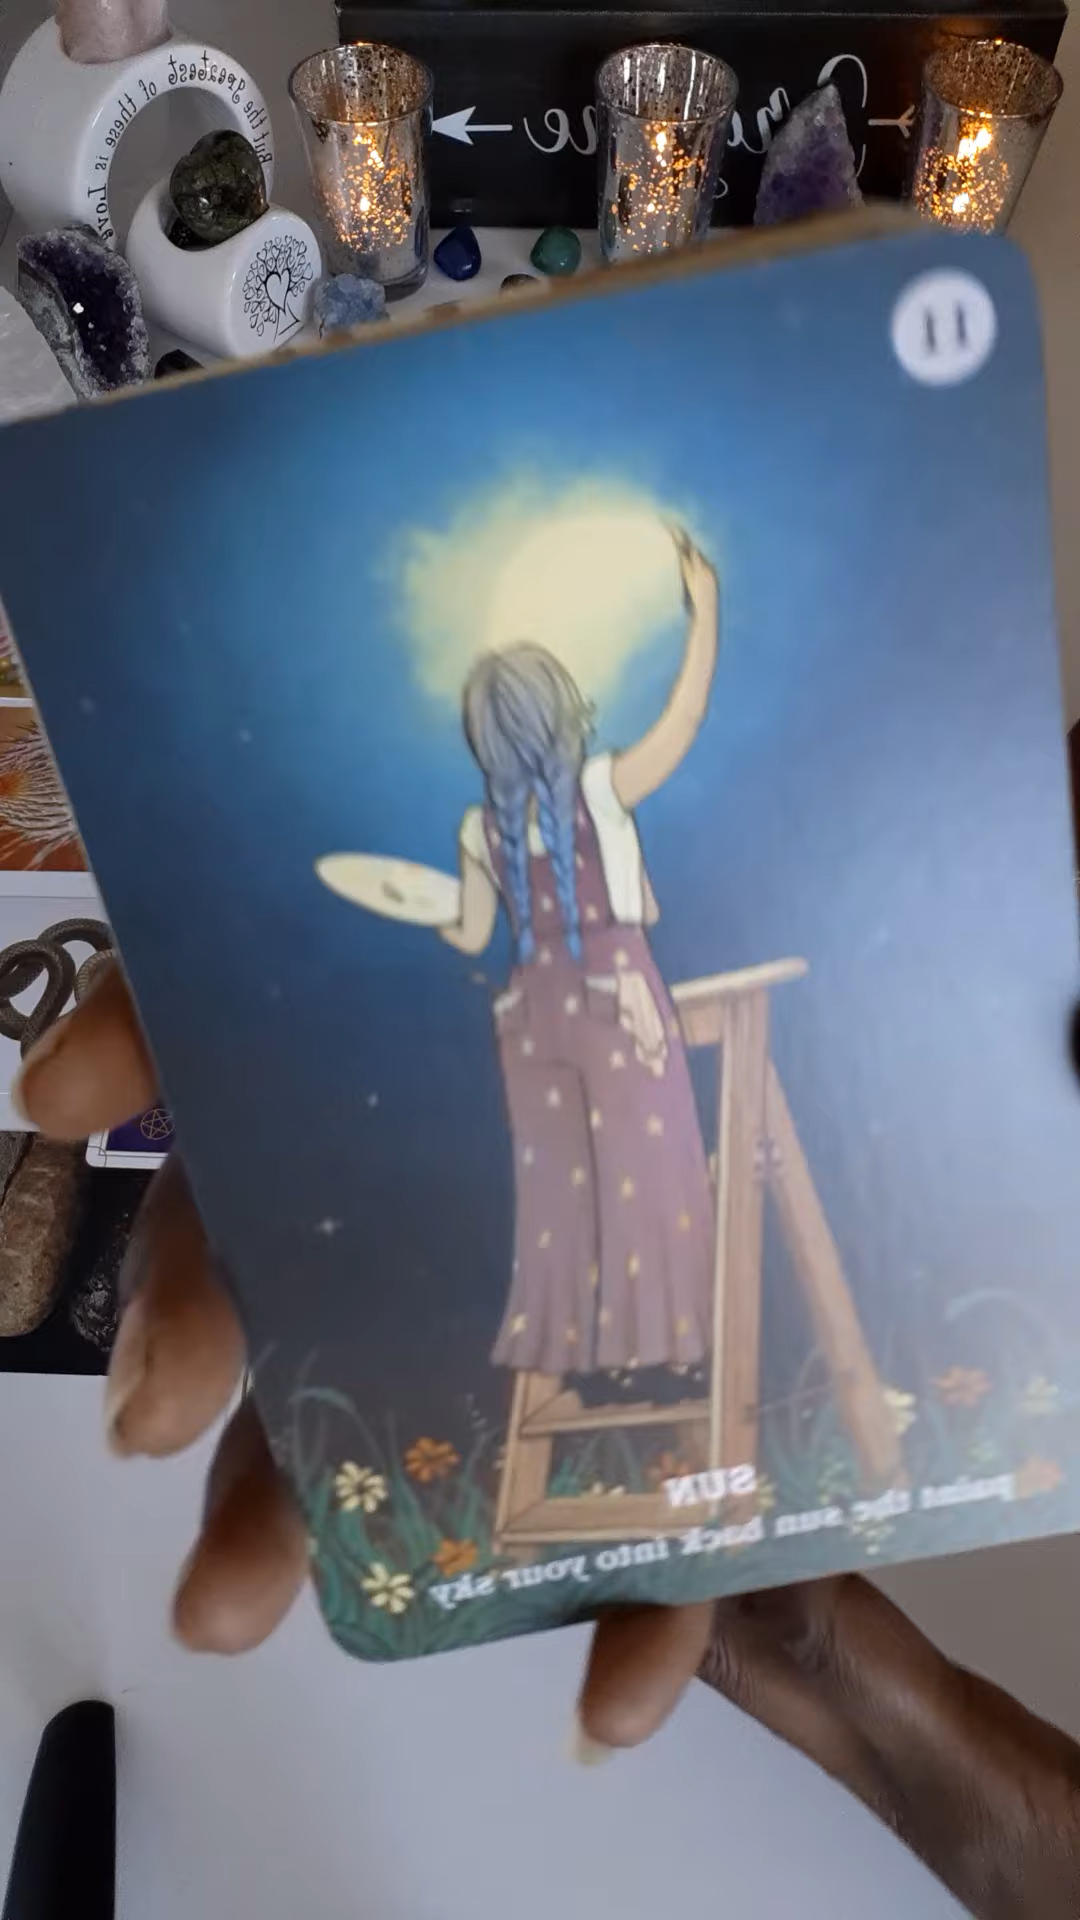 But the greatest of these is Love
11
SUN
paint the sun back into your sky